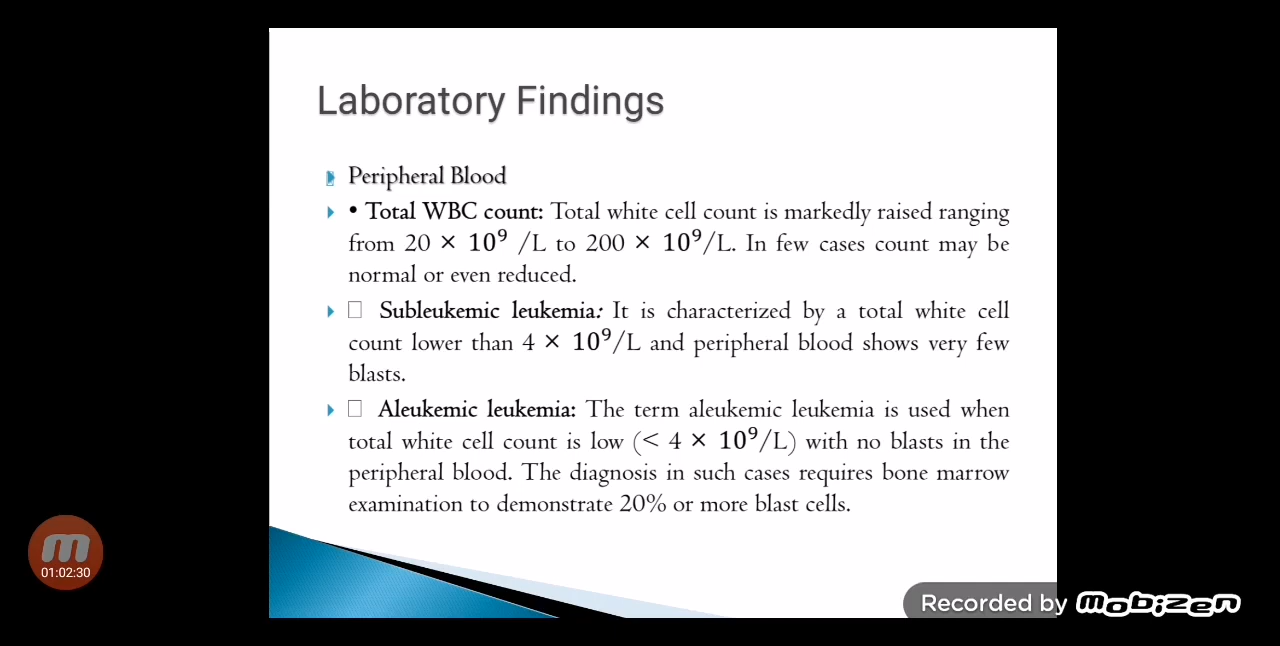 Laboratory Findings
Peripheral Blood
• Total WBC count: Total white cell count is markedly raised ranging
from 20 × 10⁹ /L to 200 × 10⁹/L. In few cases count may be
normal or even reduced.
□ Subleukemic leukemia: It is characterized by a total white cell
count lower than 4 × 10⁹/L and peripheral blood shows very few
blasts.
□ Aleukemic leukemia: The term aleukemic leukemia is used when
total white cell count is low (< 4 × 10⁹/L) with no blasts in the
peripheral blood. The diagnosis in such cases requires bone marrow
examination to demonstrate 20% or more blast cells.
m
01:02:30
Recorded by mobizen